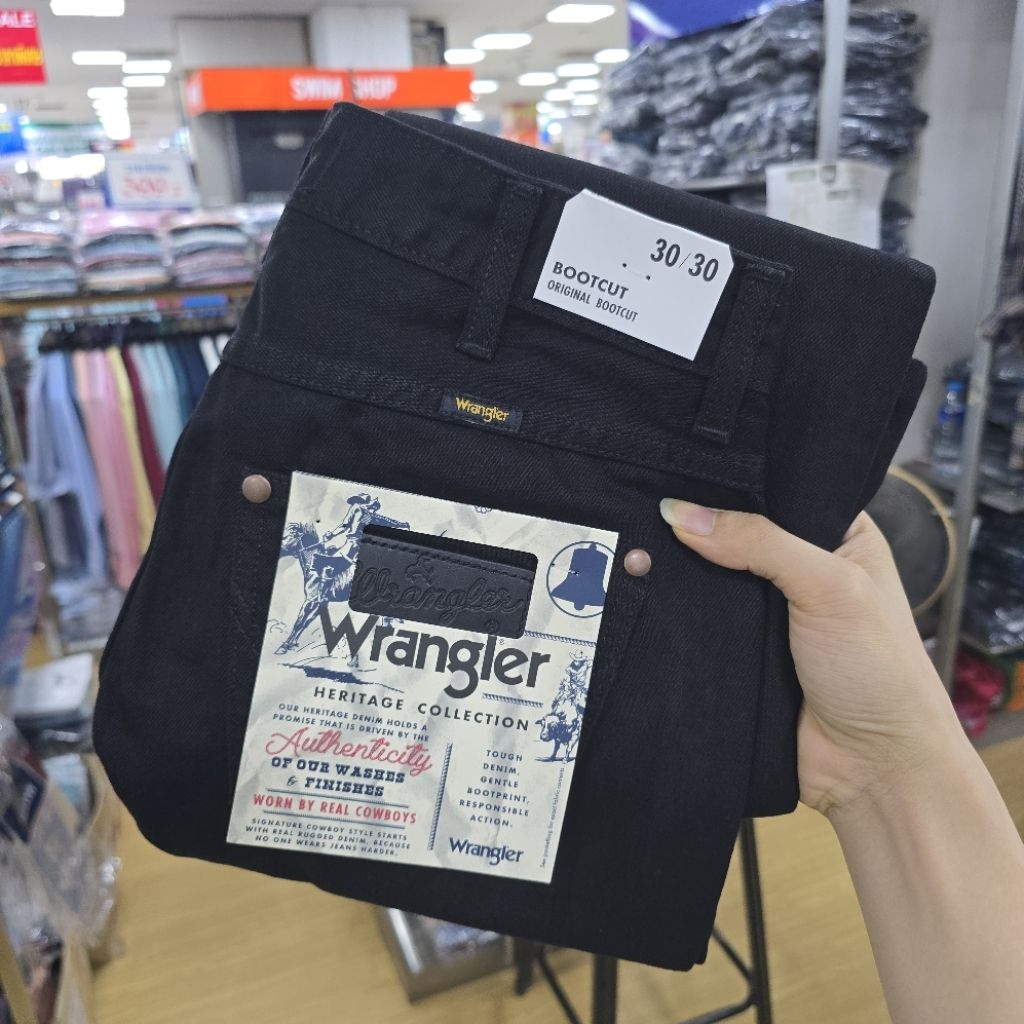 SALE
SWIM SHOP
30/30
BOOTCUT
ORIGINAL BOOTCUT
Wrangler
Wrangler
Wrangler
HERITAGE COLLECTION
OUR HERITAGE DENIM HOLDS A
PROMISE THAT IS DRIVEN BY THE
Authenticity
OF OUR WASHES
& FINISHES
WORN BY REAL COWBOYS
SIGNATURE COWBOY STYLE STARTS
WITH REAL RUGGED DENIM, BECAUSE
NO ONE WEARS JEANS HARDER.
TOUGH
DENIM,
GENTLE
BOOTPRINT,
RESPONSIBLE
ACTION.
Wrangler